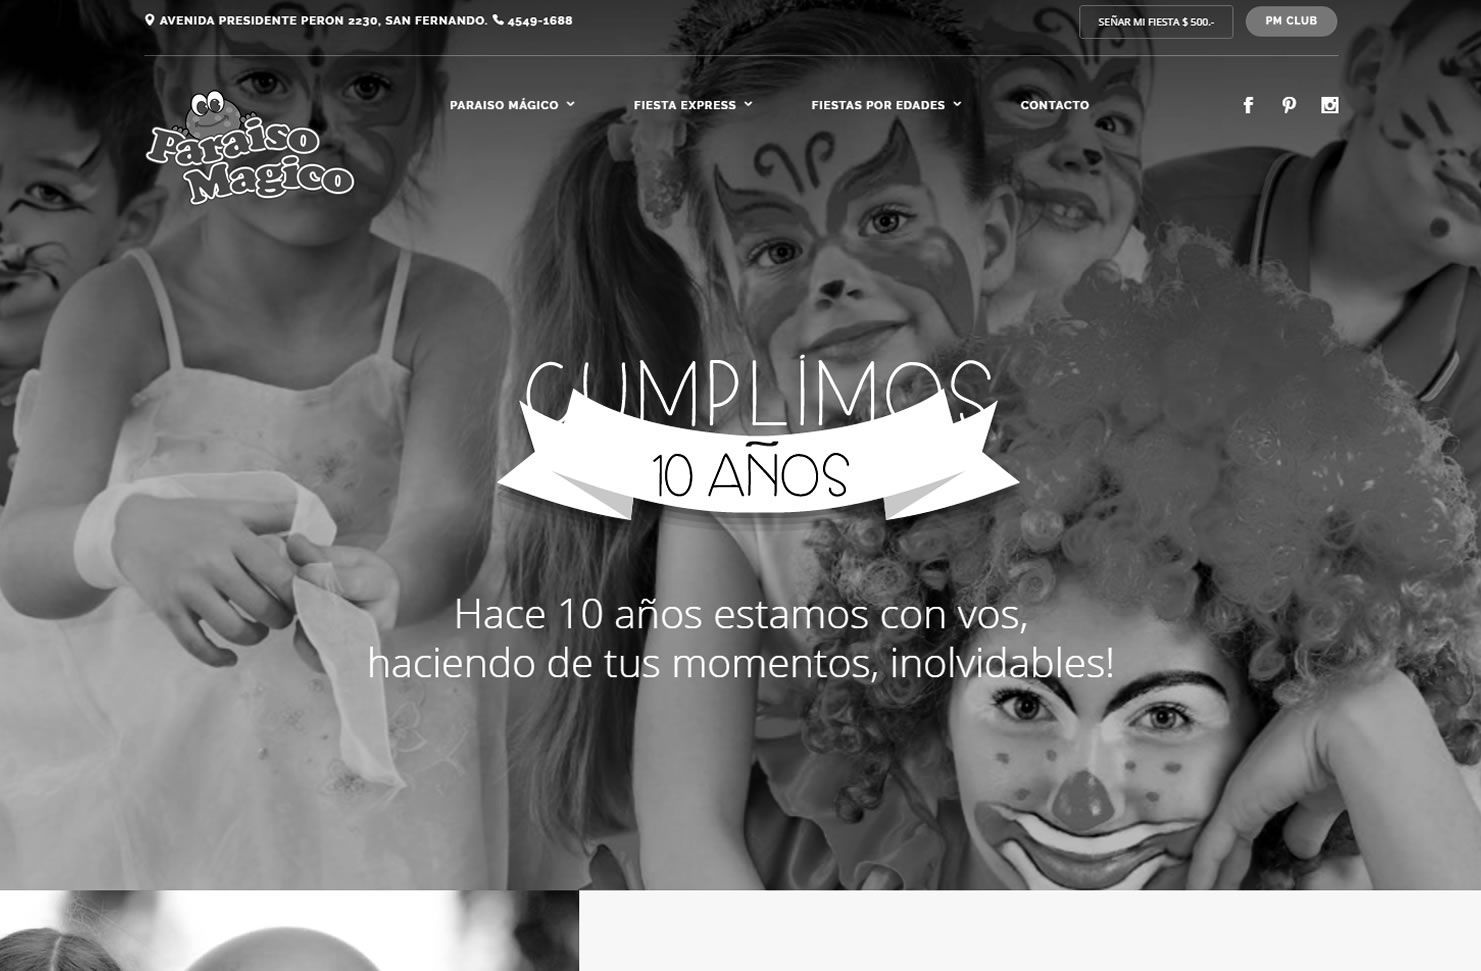 AVENIDA PRESIDENTE PERON 2230, SAN FERNANDO. 4549-1688
SEÑAR MI FIESTA $ 500.-
PM CLUB
Paraiso
Magico
PARAISO MÁGICO
FIESTA EXPRESS
FIESTAS POR EDADES
CONTACTO
CUMPLIMOS
10 AÑOS
Hace 10 años estamos con vos,
haciendo de tus momentos, inolvidables!